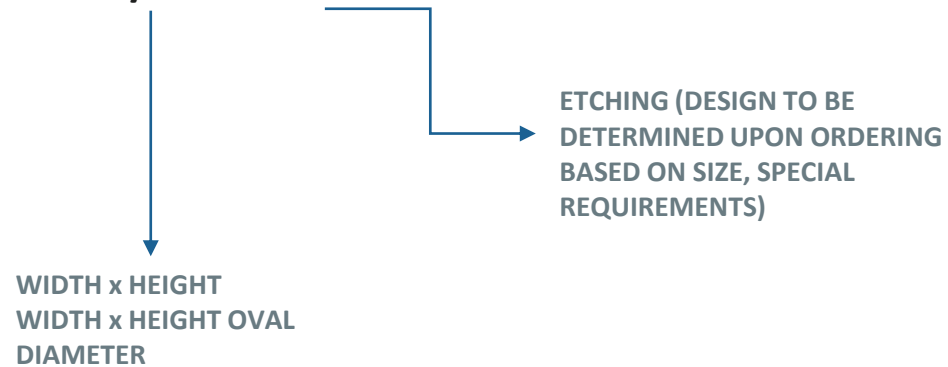 ETCHING (DESIGN TO BE
DETERMINED UPON ORDERING
BASED ON SIZE, SPECIAL
REQUIREMENTS)
WIDTH x HEIGHT
WIDTH x HEIGHT OVAL
DIAMETER